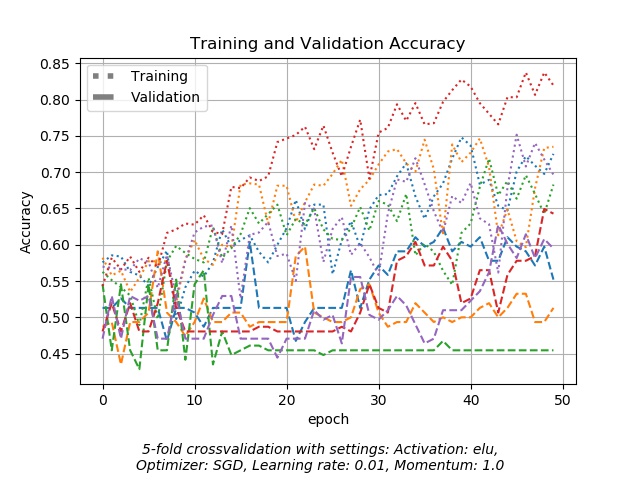 Training and Validation Accuracy
Training
Validation
0.85
0.80
0.75
0.70
0.65
0.60
0.55
0.50
0.45
Accuracy
0 10 20 30 40 50
epoch
5-fold crossvalidation with settings: Activation: elu,
Optimizer: SGD, Learning rate: 0.01, Momentum: 1.0